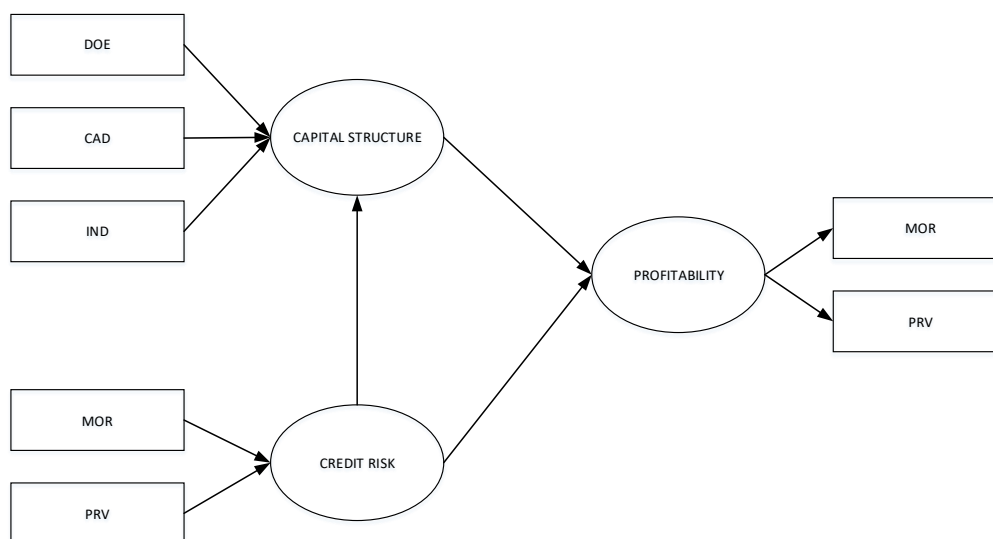 DOE
CAD
IND
CAPITAL STRUCTURE
PROFITABILITY
MOR
PRV
MOR
PRV
CREDIT RISK